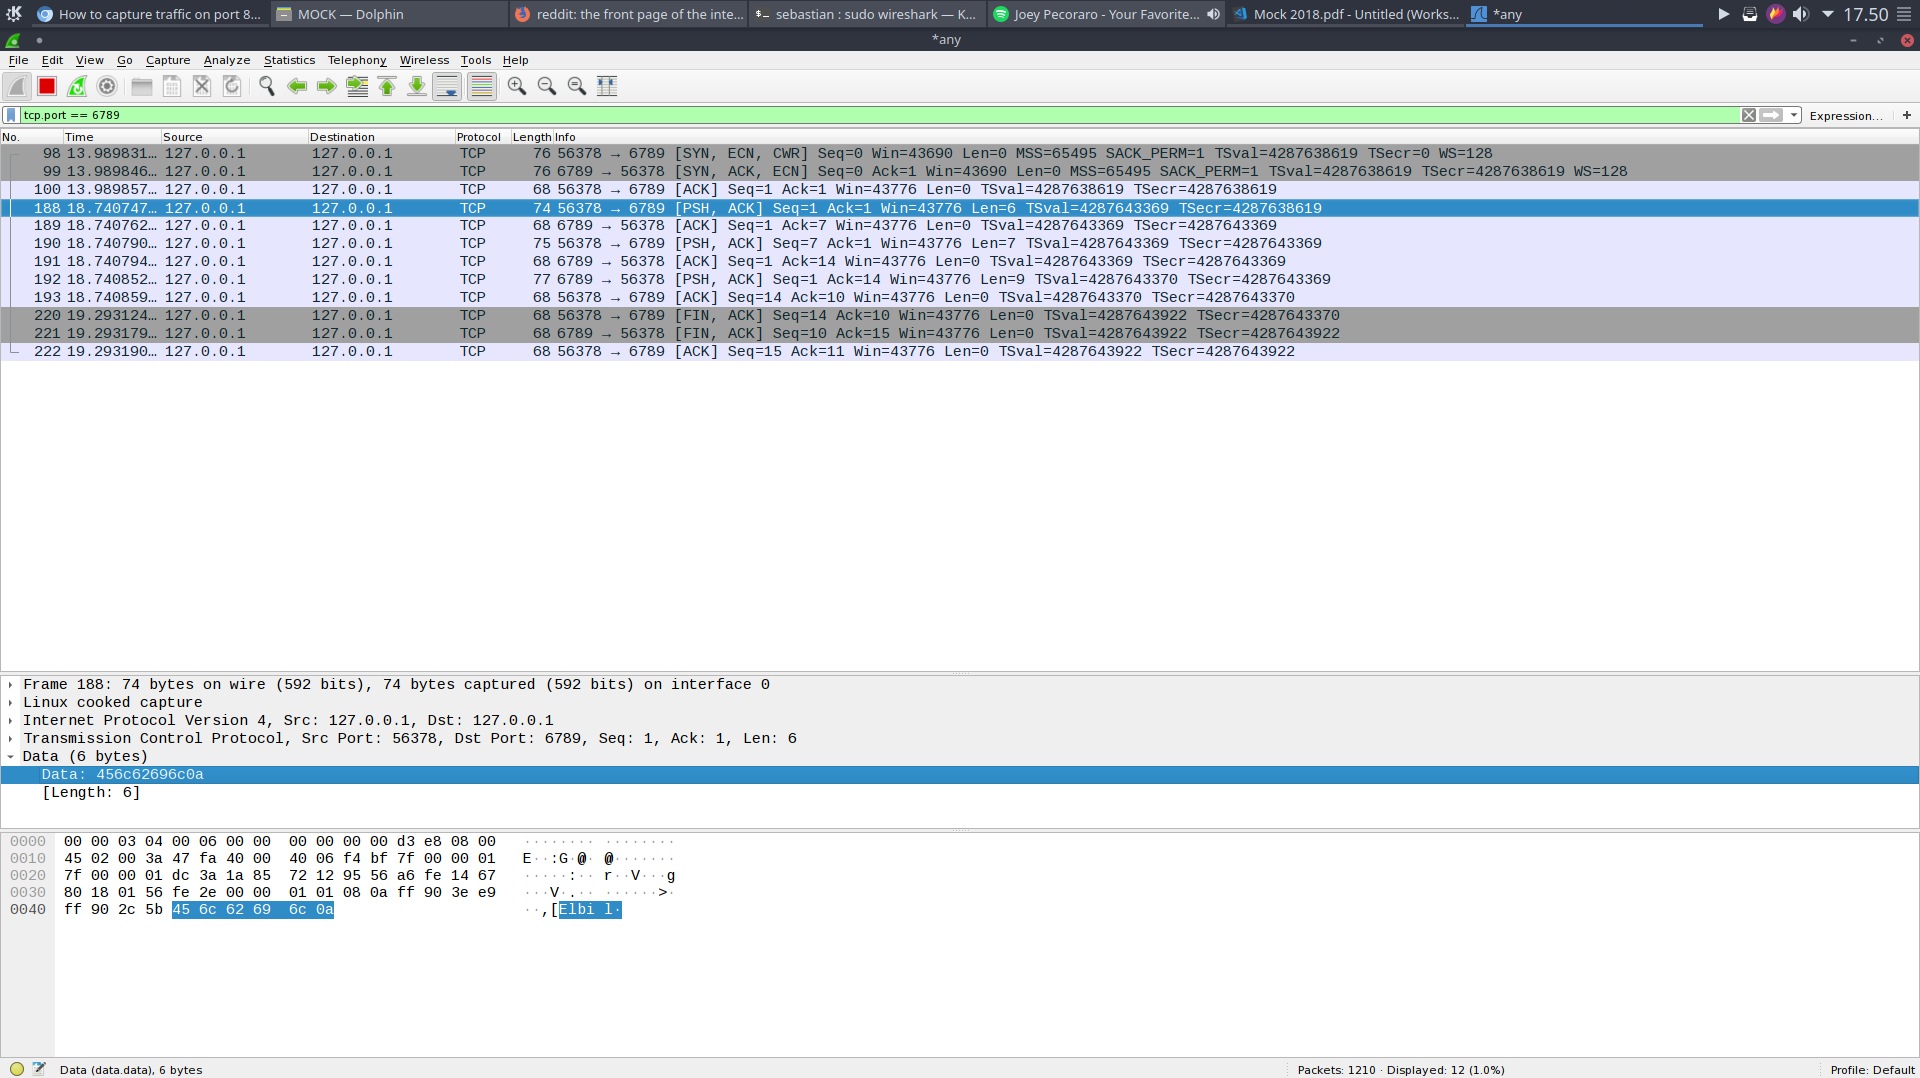 How to capture traffic on port 8... MOCK — Dolphin reddit: the front page of the inte... sebastian : sudo wireshark — K... Joey Pecoraro - Your Favorite... Mock 2018.pdf - Untitled (Works... *any 17.50
*any
File Edit View Go Capture Analyze Statistics Telephony Wireless Tools Help
tcp.port == 6789 Expression... +
No. Time Source Destination Protocol Length Info
98 13.989831... 127.0.0.1 127.0.0.1 TCP 76 56378 → 6789 [SYN, ECN, CWR] Seq=0 Win=43690 Len=0 MSS=65495 SACK_PERM=1 TSval=4287638619 TSecr=0 WS=128
99 13.989846... 127.0.0.1 127.0.0.1 TCP 76 6789 → 56378 [SYN, ACK, ECN] Seq=0 Ack=1 Win=43690 Len=0 MSS=65495 SACK_PERM=1 TSval=4287638619 TSecr=4287638619 WS=128
100 13.989857... 127.0.0.1 127.0.0.1 TCP 68 56378 → 6789 [ACK] Seq=1 Ack=1 Win=43776 Len=0 TSval=4287638619 TSecr=4287638619
188 18.740747... 127.0.0.1 127.0.0.1 TCP 74 56378 → 6789 [PSH, ACK] Seq=1 Ack=1 Win=43776 Len=6 TSval=4287643369 TSecr=4287638619
189 18.740762... 127.0.0.1 127.0.0.1 TCP 68 6789 → 56378 [ACK] Seq=1 Ack=7 Win=43776 Len=0 TSval=4287643369 TSecr=4287643369
190 18.740790... 127.0.0.1 127.0.0.1 TCP 75 56378 → 6789 [PSH, ACK] Seq=7 Ack=1 Win=43776 Len=7 TSval=4287643369 TSecr=4287643369
191 18.740794... 127.0.0.1 127.0.0.1 TCP 68 6789 → 56378 [ACK] Seq=1 Ack=14 Win=43776 Len=0 TSval=4287643369 TSecr=4287643369
192 18.740852... 127.0.0.1 127.0.0.1 TCP 77 6789 → 56378 [PSH, ACK] Seq=1 Ack=14 Win=43776 Len=9 TSval=4287643370 TSecr=4287643369
193 18.740859... 127.0.0.1 127.0.0.1 TCP 68 56378 → 6789 [ACK] Seq=14 Ack=10 Win=43776 Len=0 TSval=4287643370 TSecr=4287643370
220 19.293124... 127.0.0.1 127.0.0.1 TCP 68 56378 → 6789 [FIN, ACK] Seq=14 Ack=10 Win=43776 Len=0 TSval=4287643922 TSecr=4287643370
221 19.293179... 127.0.0.1 127.0.0.1 TCP 68 6789 → 56378 [FIN, ACK] Seq=10 Ack=15 Win=43776 Len=0 TSval=4287643922 TSecr=4287643922
222 19.293190... 127.0.0.1 127.0.0.1 TCP 68 56378 → 6789 [ACK] Seq=15 Ack=11 Win=43776 Len=0 TSval=4287643922 TSecr=4287643922
Frame 188: 74 bytes on wire (592 bits), 74 bytes captured (592 bits) on interface 0
Linux cooked capture
Internet Protocol Version 4, Src: 127.0.0.1, Dst: 127.0.0.1
Transmission Control Protocol, Src Port: 56378, Dst Port: 6789, Seq: 1, Ack: 1, Len: 6
Data (6 bytes)
Data: 456c62696c0a
[Length: 6]
0000 00 00 03 04 00 06 00 00 00 00 00 00 d3 e8 08 00 ········ ········
0010 45 02 00 3a 47 fa 40 00 40 06 f4 bf 7f 00 00 01 E··:G·@· @·······
0020 7f 00 00 01 dc 3a 1a 85 72 12 95 56 a6 fe 14 67 ·····:·· r··V···g
0030 80 18 01 56 fe 2e 00 00 01 01 08 0a ff 90 3e e9 ···V·.·· ······>·
0040 ff 90 2c 5b 45 6c 62 69 6c 0a ··,[Elbi l·
Data (data.data), 6 bytes Packets: 1210 · Displayed: 12 (1.0%) Profile: Default